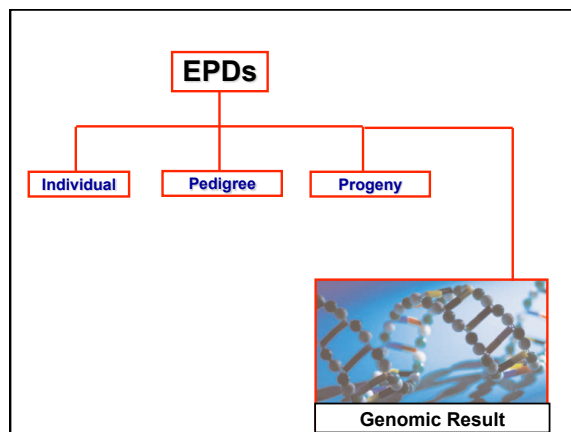 EPDs
Individual
Pedigree
Progeny
Genomic Result